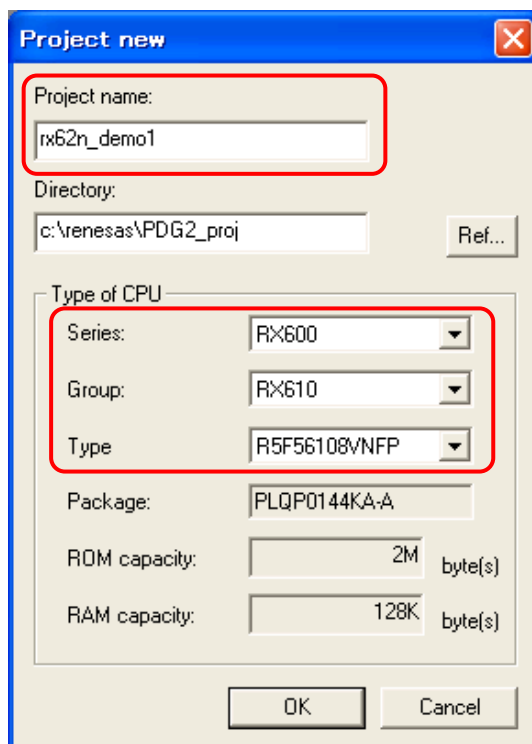 Project new
Project name:
rx62n_demo1
Directory:
c:\renesas\PDG2_proj
Ref...
Type of CPU
Series: RX600
Group: RX610
Type R5F56108VNFP
Package: PLQP0144KA-A
ROM capacity: 2M byte(s)
RAM capacity: 128K byte(s)
OK Cancel